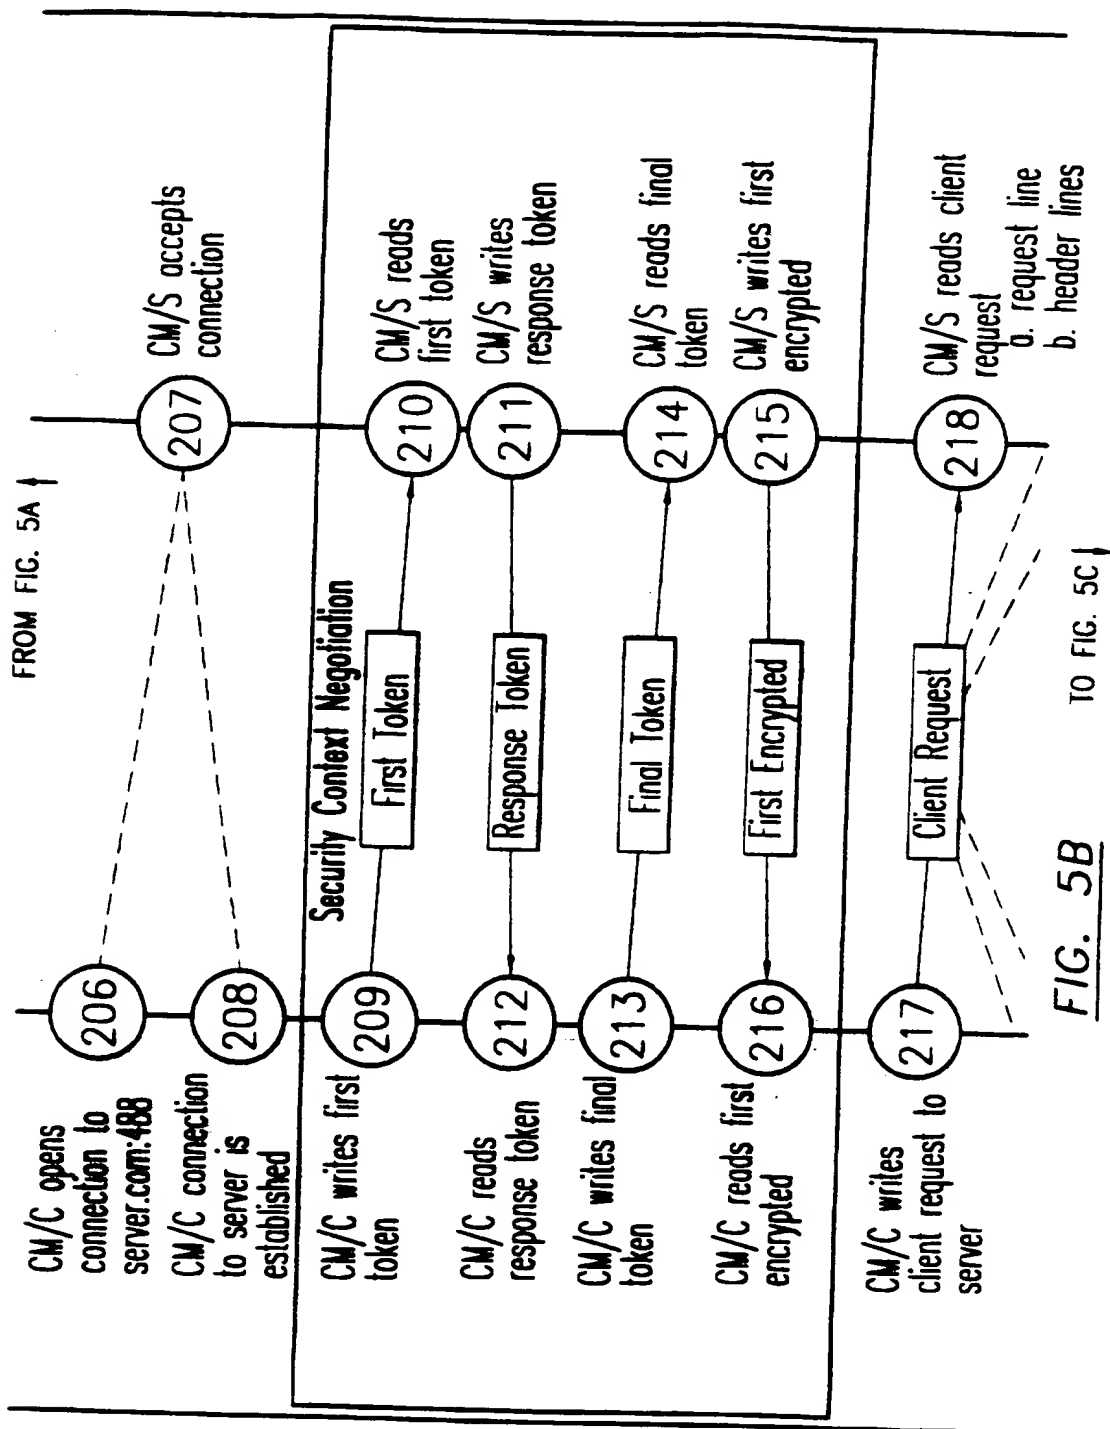 FROM FIG. 5A
CM/C opens
connection to
server.com:488
206
207
CM/S accepts
connection
CM/C connection
to server is
established
208
Security Context Negotiation
CM/C writes first
token
209
First Token
210
CM/S reads
first token
CM/C reads
response token
212
Response Token
211
CM/S writes
response token
CM/C writes final
token
213
Final Token
214
CM/S reads final
token
CM/C reads first
encrypted
216
First Encrypted
215
CM/S writes first
encrypted
CM/C writes
client request to
server
217
Client Request
218
CM/S reads client
request
a. request line
b. header lines
TO FIG. 5C
FIG. 5B